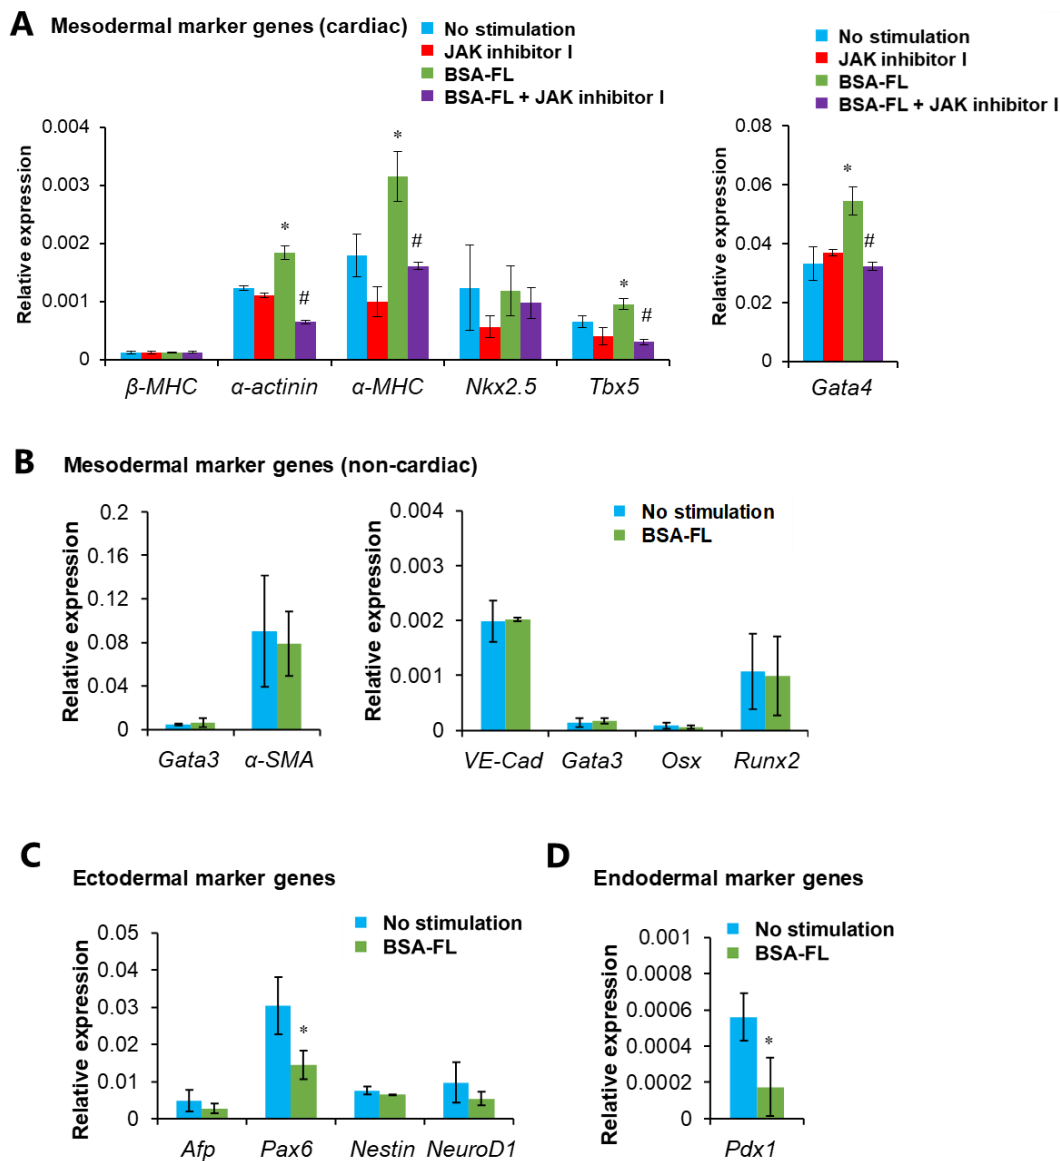 A Mesodermal marker genes (cardiac)
No stimulation
JAK inhibitor I
BSA-FL
BSA-FL + JAK inhibitor I
Relative expression
0.004
0.003
0.002
0.001
0
*
#
*
#
*
#
β-MHC α-actinin α-MHC Nkx2.5 Tbx5
No stimulation
JAK inhibitor I
BSA-FL
BSA-FL + JAK inhibitor I
Relative expression
0.08
0.06
0.04
0.02
0
*
#
Gata4
B Mesodermal marker genes (non-cardiac)
Relative expression
0.2
0.16
0.12
0.08
0.04
0
Gata3 α-SMA
No stimulation
BSA-FL
Relative expression
0.004
0.003
0.002
0.001
0
VE-Cad Gata3 Osx Runx2
C
Ectodermal marker genes
No stimulation
BSA-FL
Relative expression
0.05
0.04
0.03
0.02
0.01
0
*
Afp Pax6 Nestin NeuroD1
D
Endodermal marker genes
No stimulation
BSA-FL
Relative expression
0.001
0.0008
0.0006
0.0004
0.0002
0
*
Pdx1